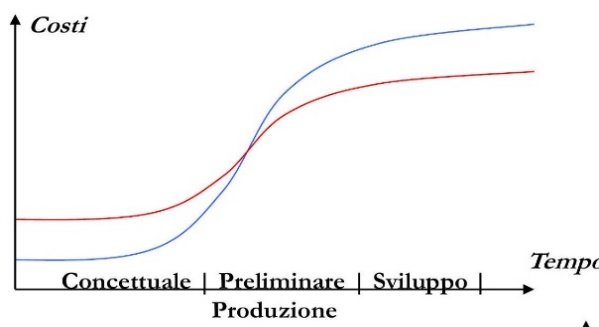 Costi
Tempo
Concettuale | Preliminare | Sviluppo |
Produzione